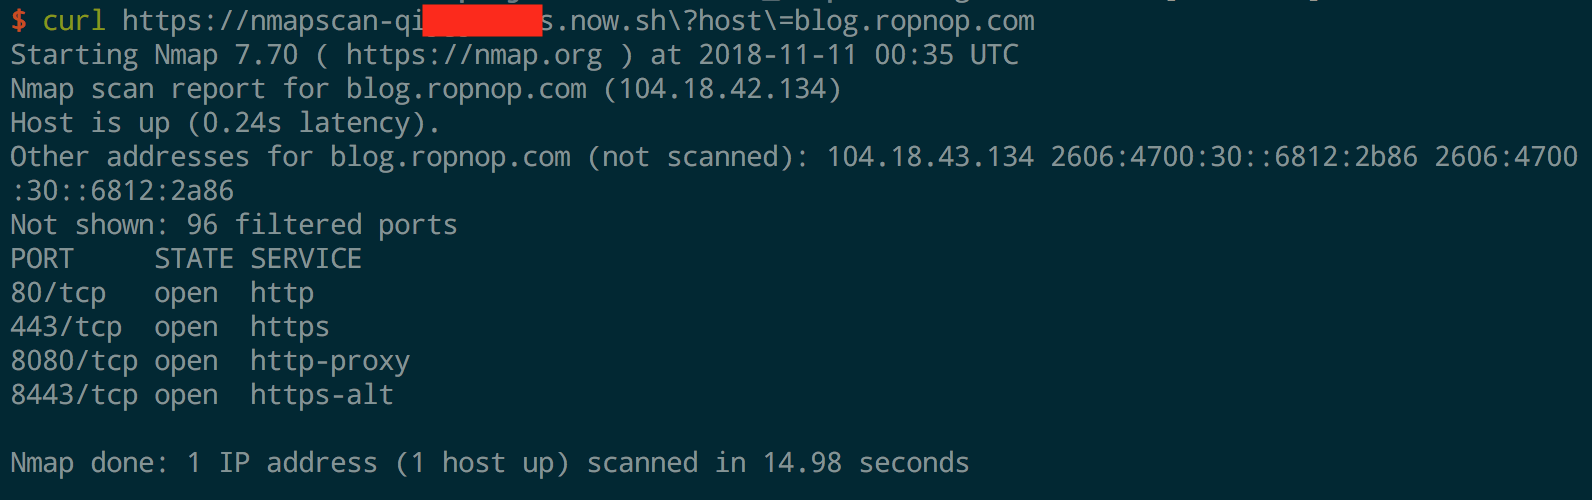 $ curl https://nmapscan-qi s.now.sh\?host\=blog.ropnop.com
Starting Nmap 7.70 ( https://nmap.org ) at 2018-11-11 00:35 UTC
Nmap scan report for blog.ropnop.com (104.18.42.134)
Host is up (0.24s latency).
Other addresses for blog.ropnop.com (not scanned): 104.18.43.134 2606:4700:30::6812:2b86 2606:4700
:30::6812:2a86
Not shown: 96 filtered ports
PORT     STATE SERVICE
80/tcp   open  http
443/tcp  open  https
8080/tcp open  http-proxy
8443/tcp open  https-alt
Nmap done: 1 IP address (1 host up) scanned in 14.98 seconds